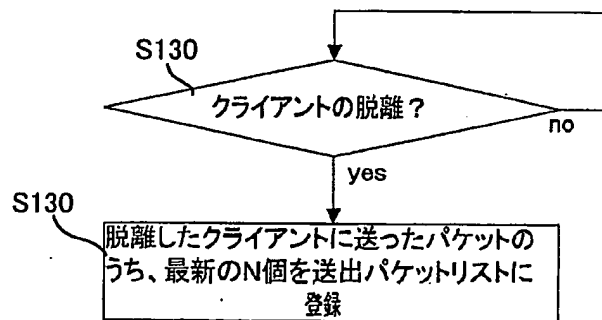 S130
クライアントの脱離？
no
yes
S130
脱離したクライアントに送ったパケットの
うち、最新のN個を送出パケットリストに
登録